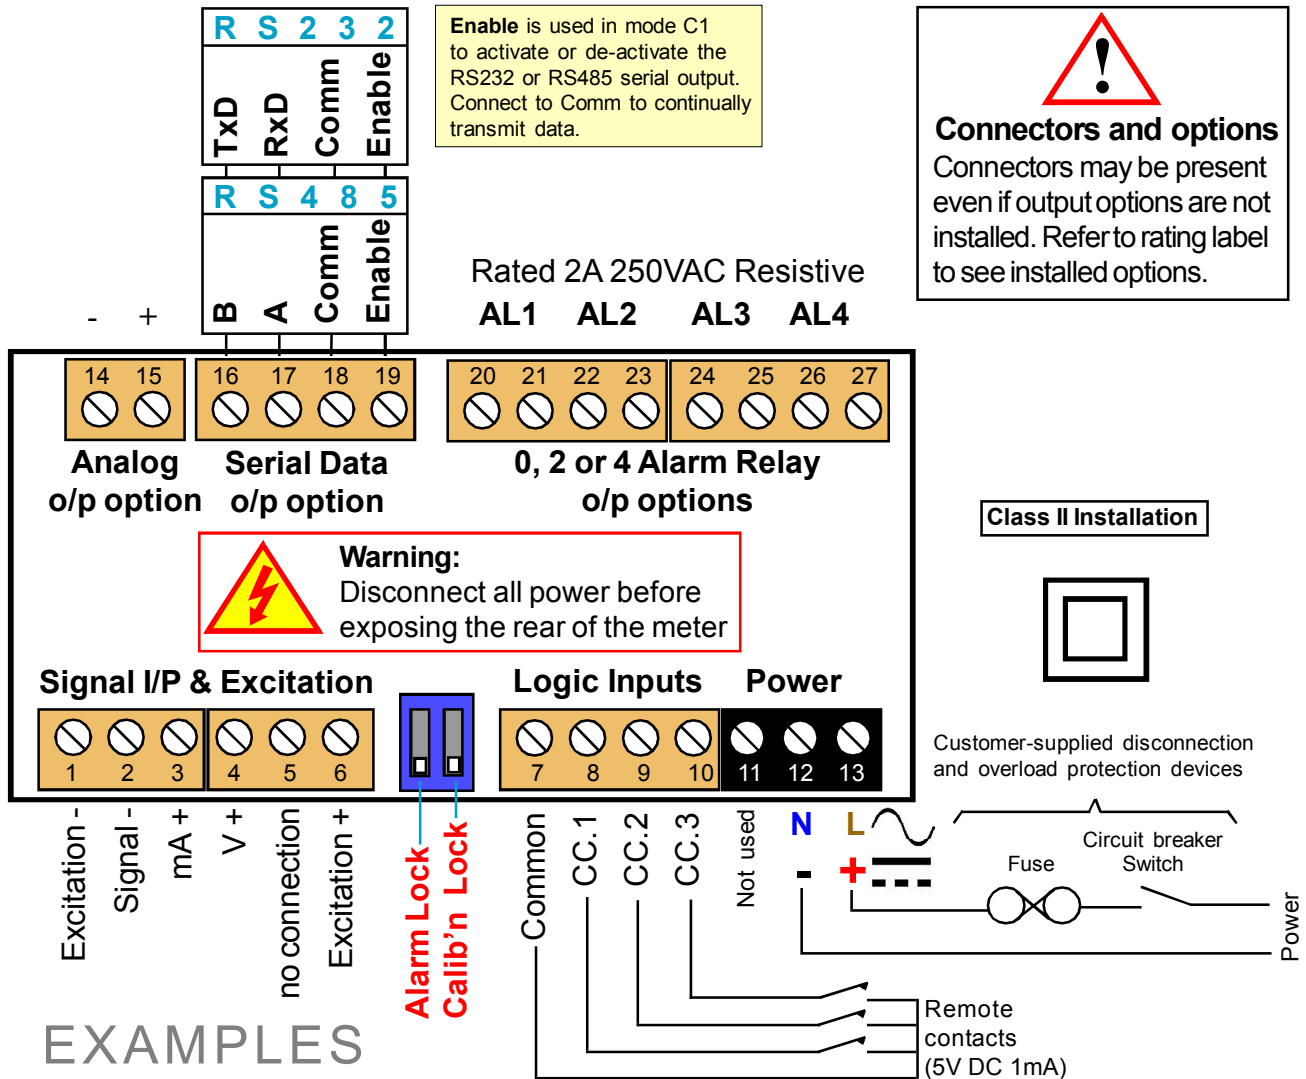 R S 2 3 2
TxD
RxD
Comm
Enable
R S 4 8 5
B
A
Comm
Enable
Enable is used in mode C1
to activate or de-activate the
RS232 or RS485 serial output.
Connect to Comm to continually
transmit data.
!
Connectors and options
Connectors may be present
even if output options are not
installed. Refer to rating label
to see installed options.
Rated 2A 250VAC Resistive
- +
AL1 AL2 AL3 AL4
14 15 16 17 18 19 20 21 22 23 24 25 26 27
Analog
o/p option
Serial Data
o/p option
0, 2 or 4 Alarm Relay
o/p options
Warning:
Disconnect all power before
exposing the rear of the meter
Class II Installation
Signal I/P & Excitation
Logic Inputs
Power
1 2 3 4 5 6 7 8 9 10 11 12 13
Excitation -
Signal -
mA +
V +
no connection
Excitation +
Alarm Lock
Calib'n Lock
Common
CC.1
CC.2
CC.3
Not used
N L
- +
Customer-supplied disconnection
and overload protection devices
Fuse
Circuit breaker
Switch
Power
Remote
contacts
(5V DC 1mA)
EXAMPLES